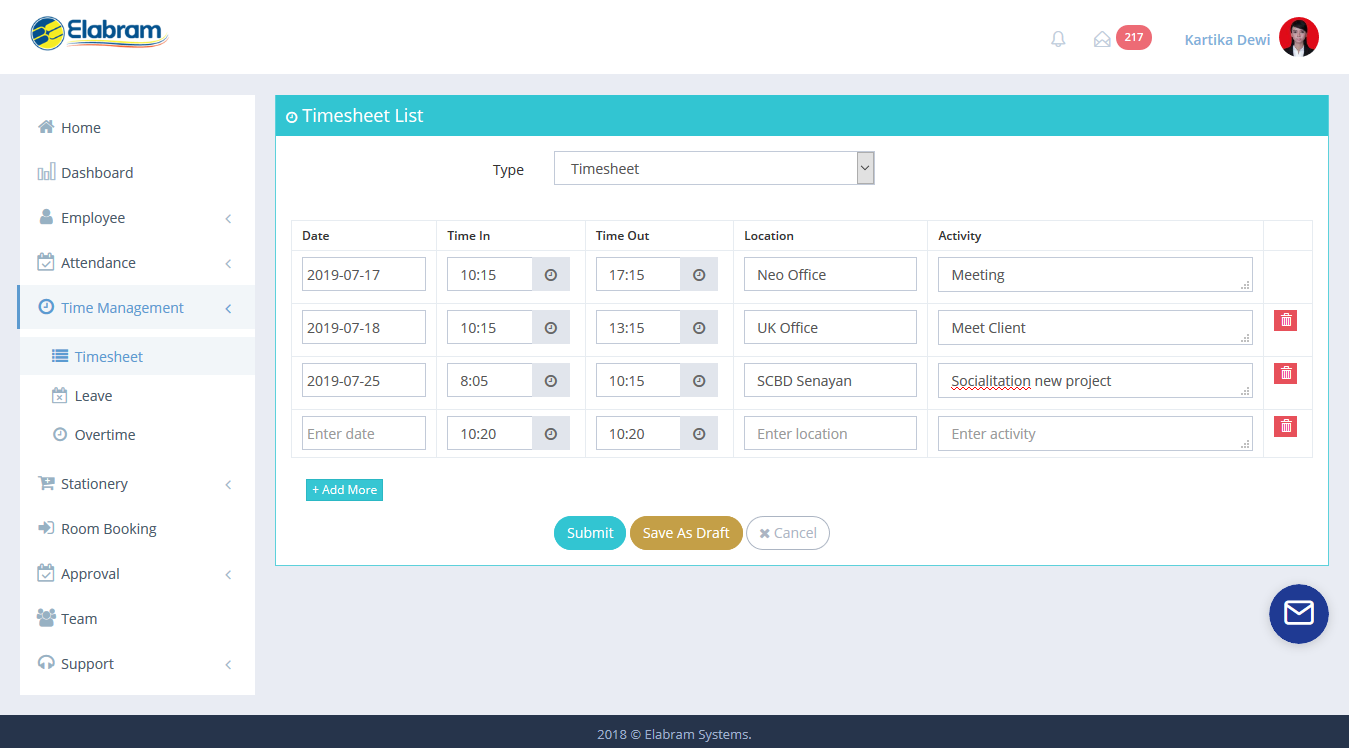 Elabram
217
Kartika Dewi
Home
Dashboard
Employee
Attendance
Time Management
Timesheet
Leave
Overtime
Stationery
Room Booking
Approval
Team
Support
Timesheet List
Type Timesheet
Date Time In Time Out Location Activity
2019-07-17 10:15 17:15 Neo Office Meeting
2019-07-18 10:15 13:15 UK Office Meet Client
2019-07-25 8:05 10:15 SCBD Senayan Socialitation new project
Enter date 10:20 10:20 Enter location Enter activity
+ Add More
Submit Save As Draft Cancel
2018 © Elabram Systems.